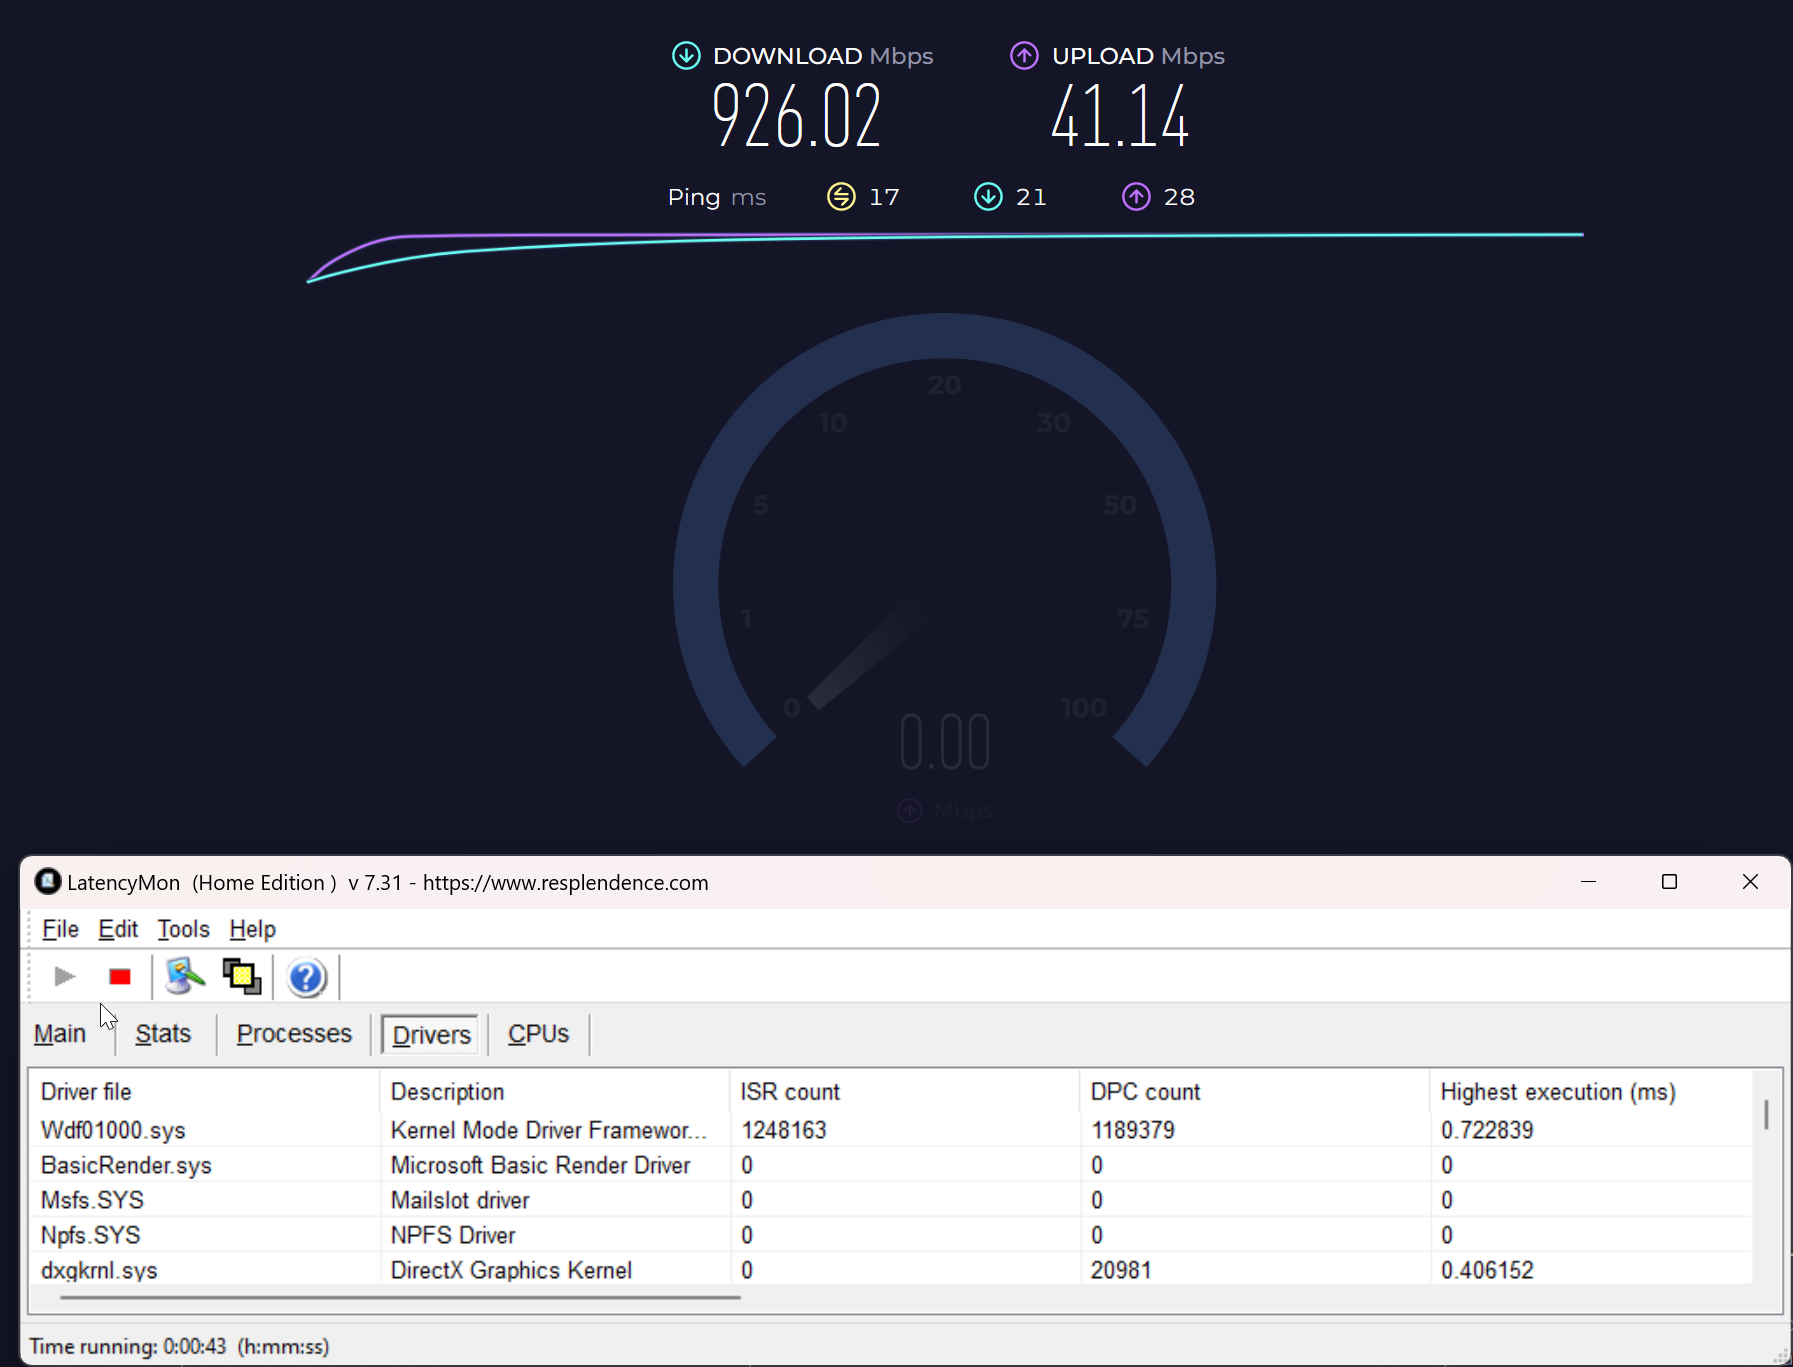 DOWNLOAD Mbps UPLOAD Mbps
926.02 41.14
Ping ms 17 21 28
20
10 30
5 50
1 75
0 100
0.00
Mbps
LatencyMon (Home Edition ) v 7.31 - https://www.resplendence.com
File Edit Tools Help
Main Stats Processes Drivers CPUs
Driver file Description ISR count DPC count Highest execution (ms)
Wdf01000.sys Kernel Mode Driver Framewor... 1248163 1189379 0.722839
BasicRender.sys Microsoft Basic Render Driver 0 0 0
Msfs.SYS Mailslot driver 0 0 0
Npfs.SYS NPFS Driver 0 0 0
dxgkrnl.sys DirectX Graphics Kernel 0 20981 0.406152
Time running: 0:00:43 (h:mm:ss)